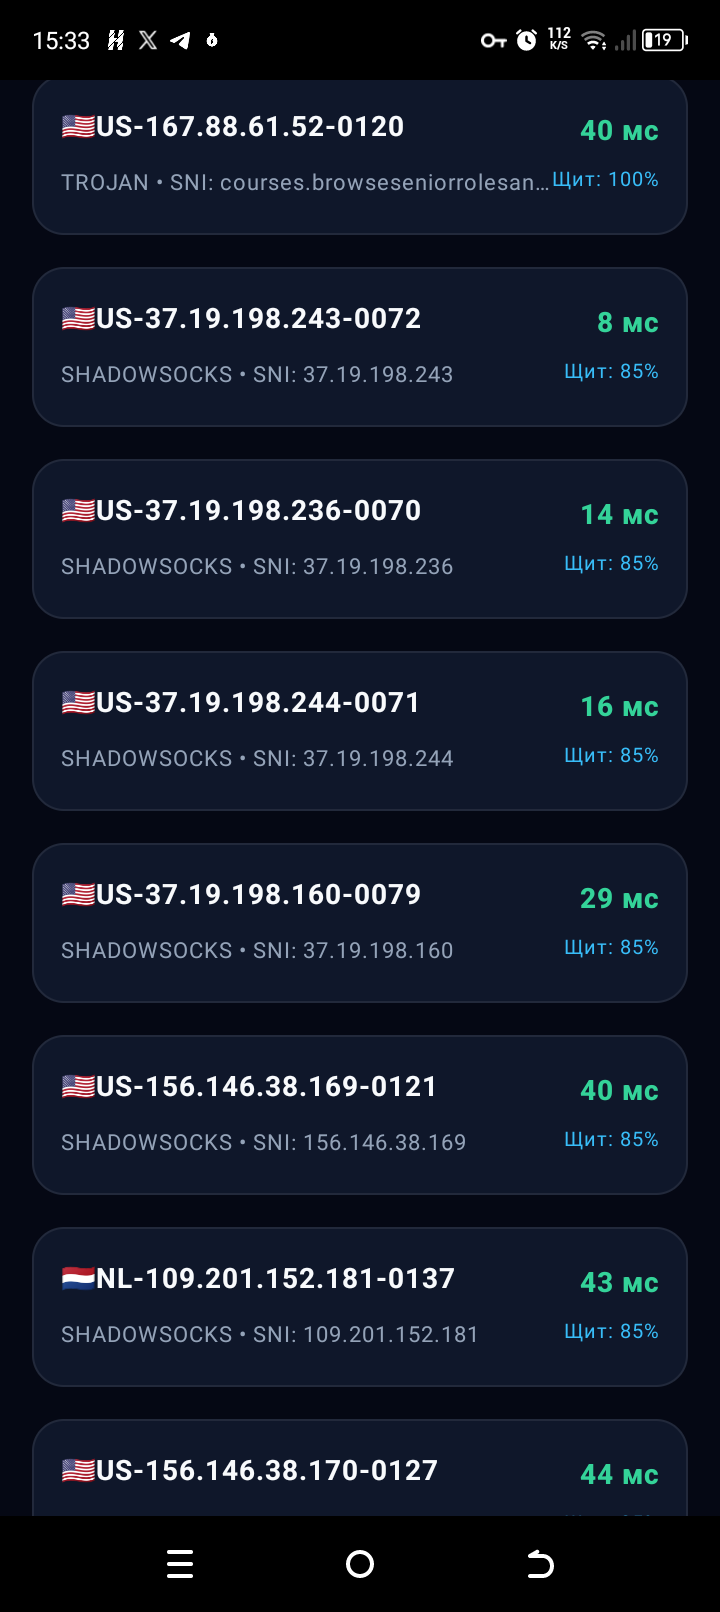 15:33
112
K/S
19
US-167.88.61.52-0120
40 мс
TROJAN • SNI: courses.browseseniorrolesan…
Щит: 100%
US-37.19.198.243-0072
8 мс
SHADOWSOCKS • SNI: 37.19.198.243
Щит: 85%
US-37.19.198.236-0070
14 мс
SHADOWSOCKS • SNI: 37.19.198.236
Щит: 85%
US-37.19.198.244-0071
16 мс
SHADOWSOCKS • SNI: 37.19.198.244
Щит: 85%
US-37.19.198.160-0079
29 мс
SHADOWSOCKS • SNI: 37.19.198.160
Щит: 85%
US-156.146.38.169-0121
40 мс
SHADOWSOCKS • SNI: 156.146.38.169
Щит: 85%
NL-109.201.152.181-0137
43 мс
SHADOWSOCKS • SNI: 109.201.152.181
Щит: 85%
US-156.146.38.170-0127
44 мс